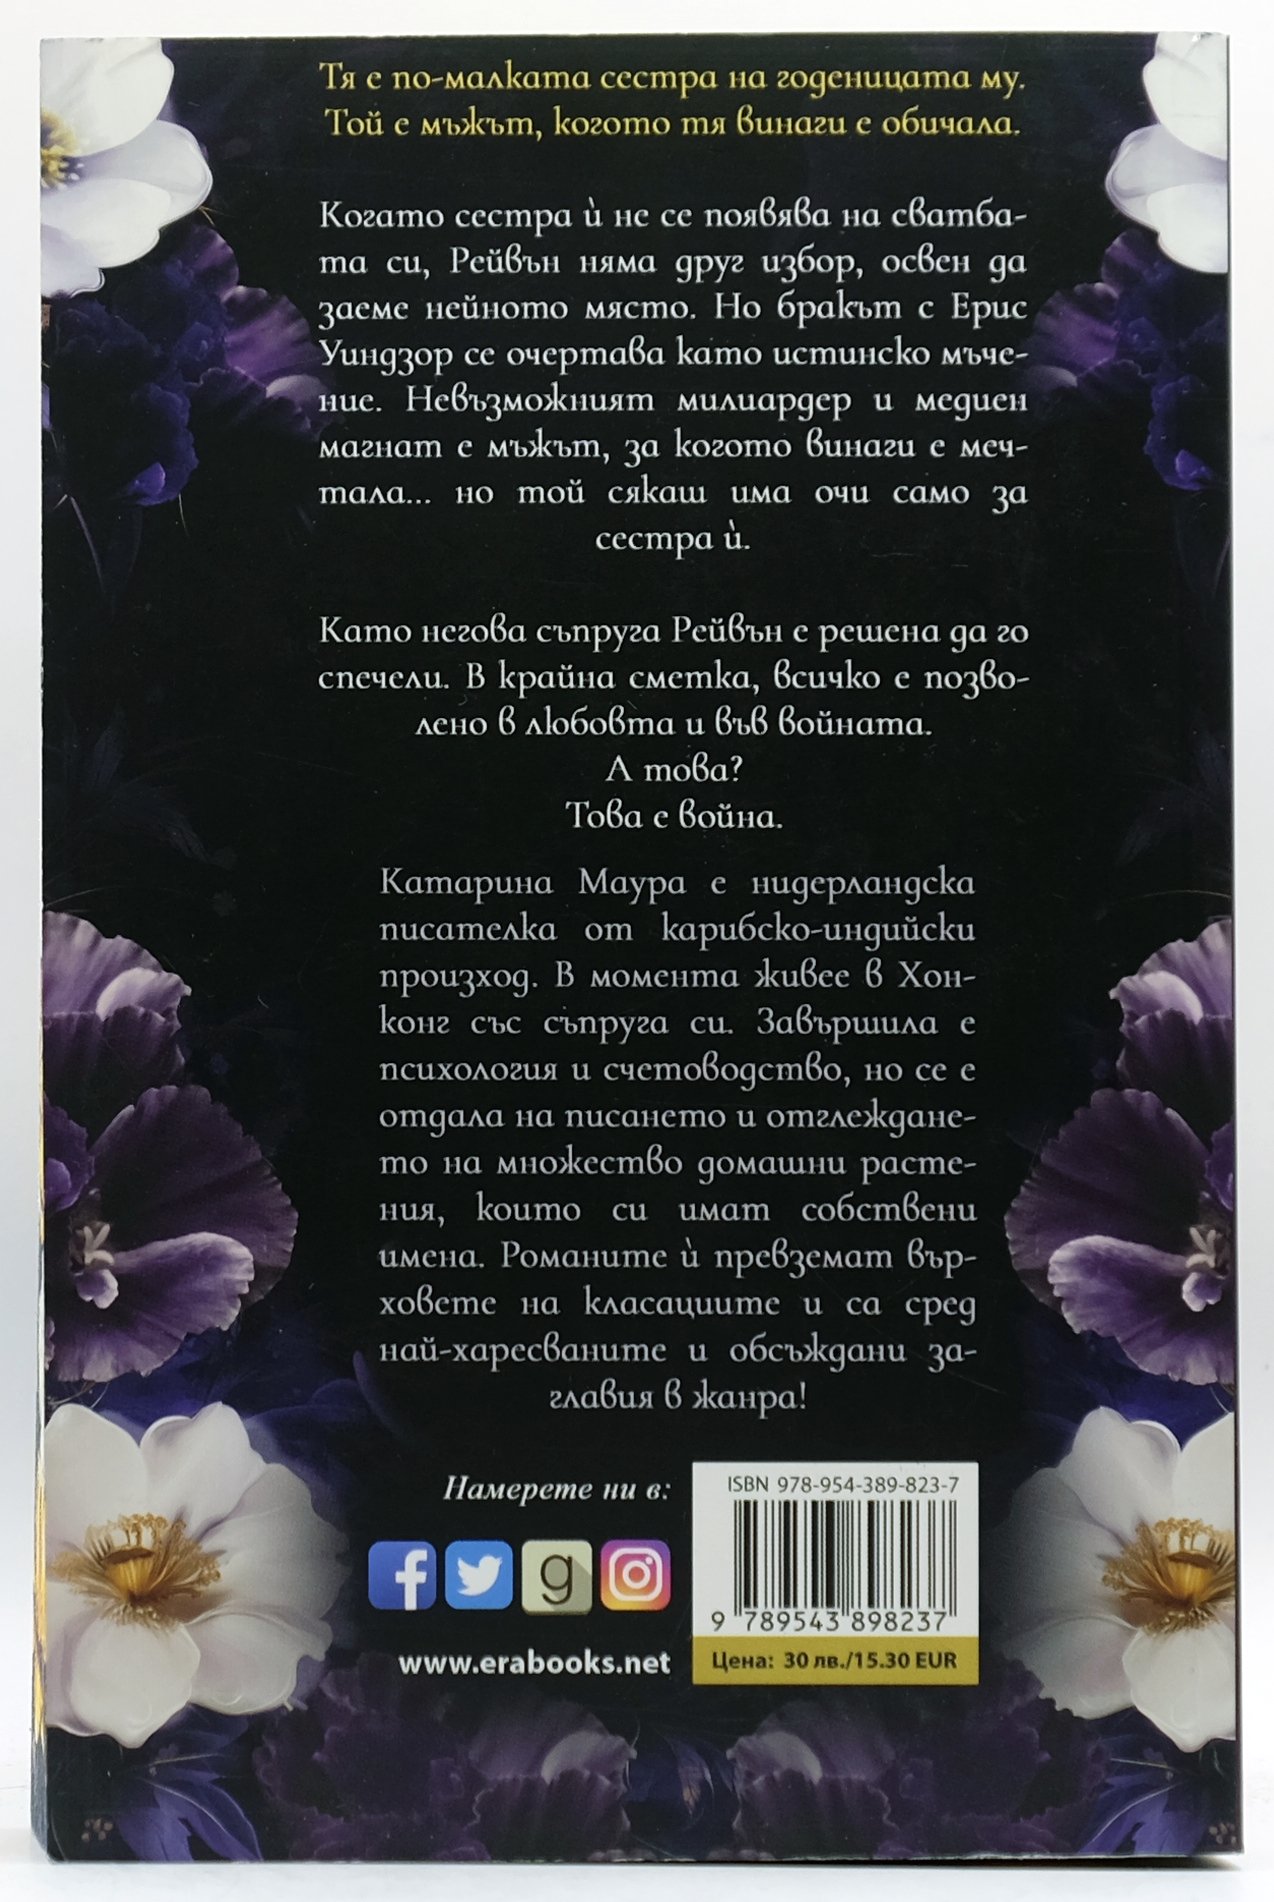 Тя е по-малката сестра на годеницата му.
Той е мъжът, когото тя винаги е обичала.
Когато сестра ѝ не се появява на сватба-
та си, Рейвън няма друг избор, освен да
заеме нейното място. Но бракът с Ерис
Уиндзор се очертава като истинско мъче-
ние. Невъзможният милиардер и медиен
магнат е мъжът, за когото винаги е меч-
тала... но той сякаш има очи само за
сестра ѝ.
Като негова съпруга Рейвън е решена да го
спечели. В крайна сметка, всичко е позво-
лено в любовта и във войната.
А това?
Това е война.
Катарина Маура е нидерландска
писателка от карибско-индийски
произход. В момента живее в Хон-
конг със съпруга си. Завършила е
психология и счетоводство, но се е
отдала на писането и отглеждане-
то на множество домашни расте-
ния, които си имат собствени
имена. Романите ѝ превземат вър-
ховете на класациите и са сред
най-харесваните и обсъждани за-
главия в жанра!
Намерете ни в:
ISBN 978-954-389-823-7
f g
9 789543 898237
www.erabooks.net
Цена: 30 лв./15.30 EUR